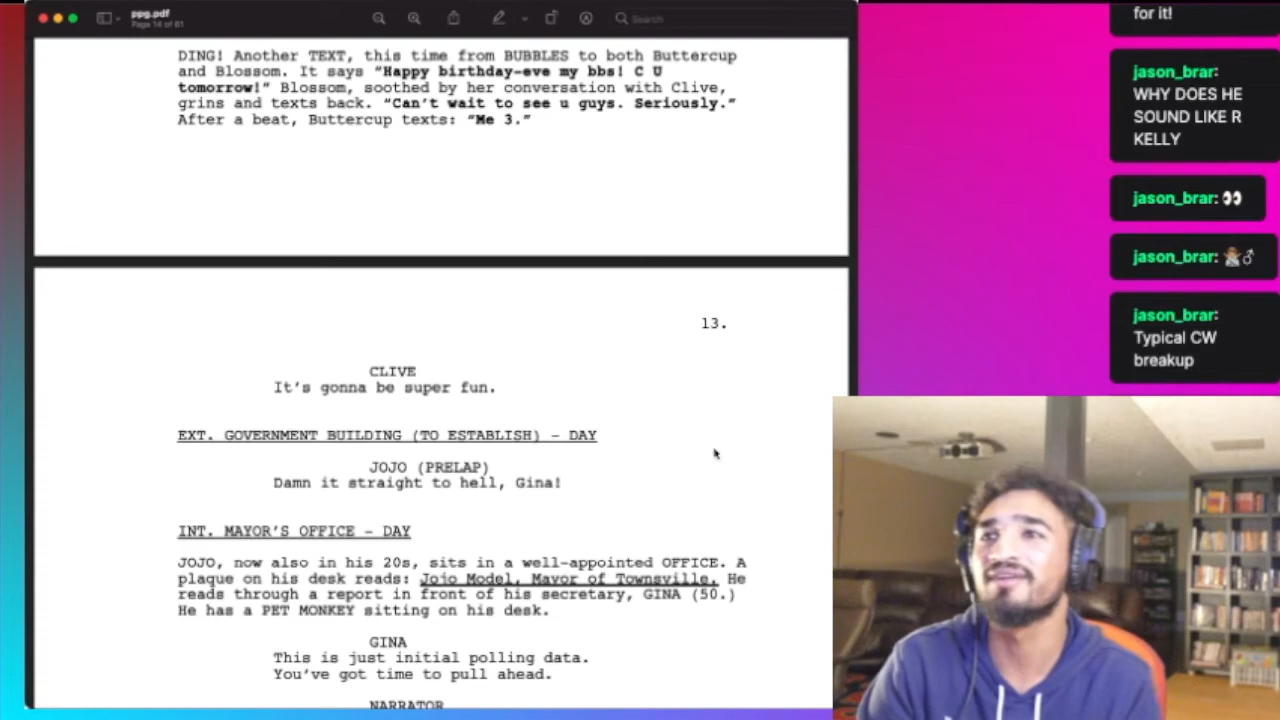 ppg.pdf
Page 14 of 61
Search
DING! Another TEXT, this time from BUBBLES to both Buttercup
and Blossom. It says “Happy birthday-eve my bbs! C U
tomorrow!” Blossom, soothed by her conversation with Clive,
grins and texts back. “Can’t wait to see u guys. Seriously.”
After a beat, Buttercup texts: “Me 3.”
13.
CLIVE
It’s gonna be super fun.
EXT. GOVERNMENT BUILDING (TO ESTABLISH) - DAY
JOJO (PRELAP)
Damn it straight to hell, Gina!
INT. MAYOR’S OFFICE - DAY
JOJO, now also in his 20s, sits in a well-appointed OFFICE. A
plaque on his desk reads: Jojo Model, Mayor of Townsville. He
reads through a report in front of his secretary, GINA (50.)
He has a PET MONKEY sitting on his desk.
GINA
This is just initial polling data.
You’ve got time to pull ahead.
NARRATOR
for it!
jason_brar:
WHY DOES HE
SOUND LIKE R
KELLY
jason_brar: 👀
jason_brar: 🙅🏽♂
jason_brar:
Typical CW
breakup